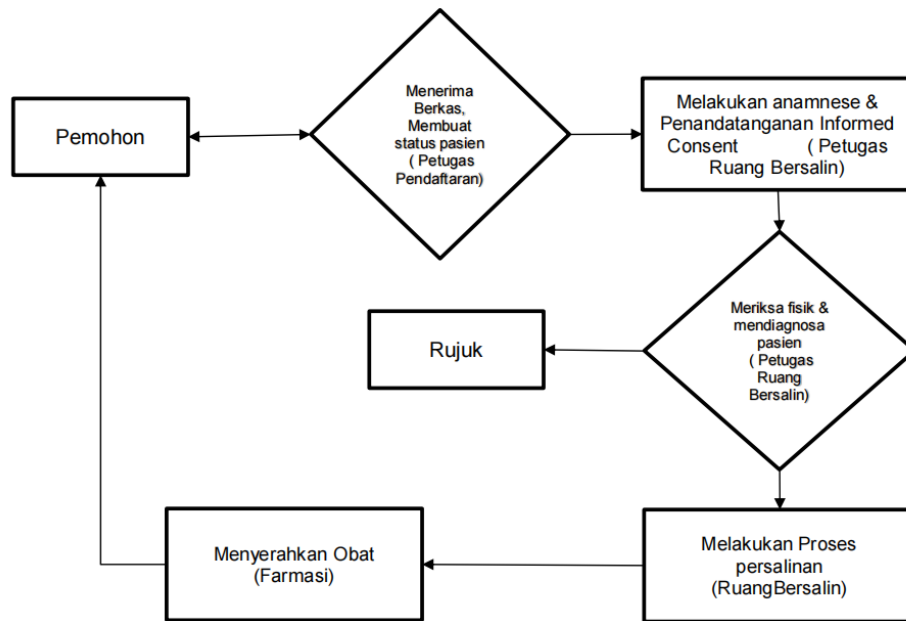 Pemohon
Menerima
Berkas,
Membuat
status pasien
( Petugas
Pendaftaran)
Melakukan anamnese &
Penandatanganan Informed
Consent ( Petugas
Ruang Bersalin)
Meriksa fisik &
mendiagnosa
pasien
( Petugas
Ruang
Bersalin)
Rujuk
Melakukan Proses
persalinan
(RuangBersalin)
Menyerahkan Obat
(Farmasi)